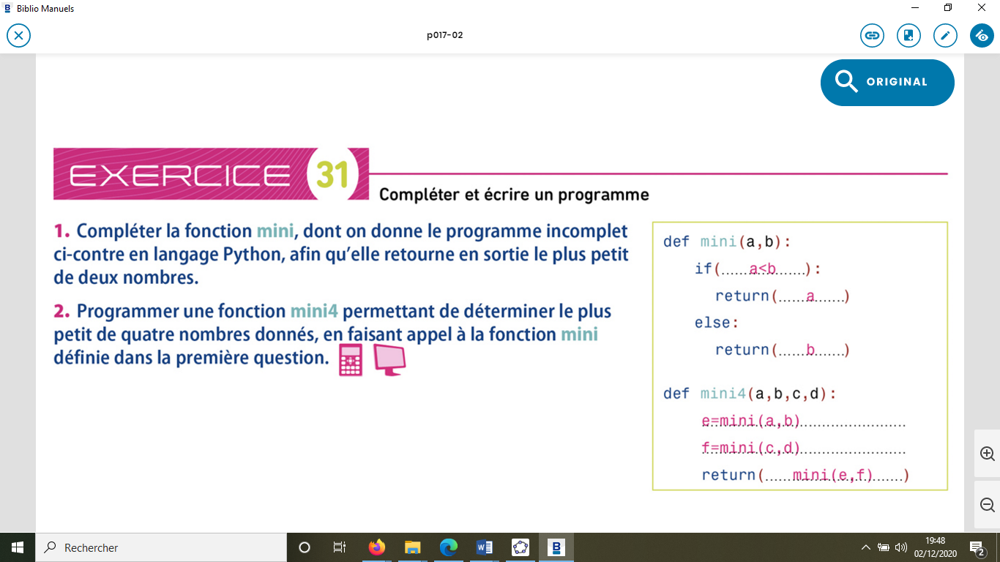 Biblio Manuels
p017-02
ORIGINAL
EXERCICE 31
Compléter et écrire un programme
1. Compléter la fonction mini, dont on donne le programme incomplet
ci-contre en langage Python, afin qu'elle retourne en sortie le plus petit
de deux nombres.
2. Programmer une fonction mini4 permettant de déterminer le plus
petit de quatre nombres donnés, en faisant appel à la fonction mini
définie dans la première question.
def mini(a,b):
if(......a<b......):
return(......a......)
else:
return(......b......)
def mini4(a,b,c,d):
e=mini(a,b)......................
f=mini(c,d)......................
return(......mini(e,f)......)
Rechercher
19:48
02/12/2020
2